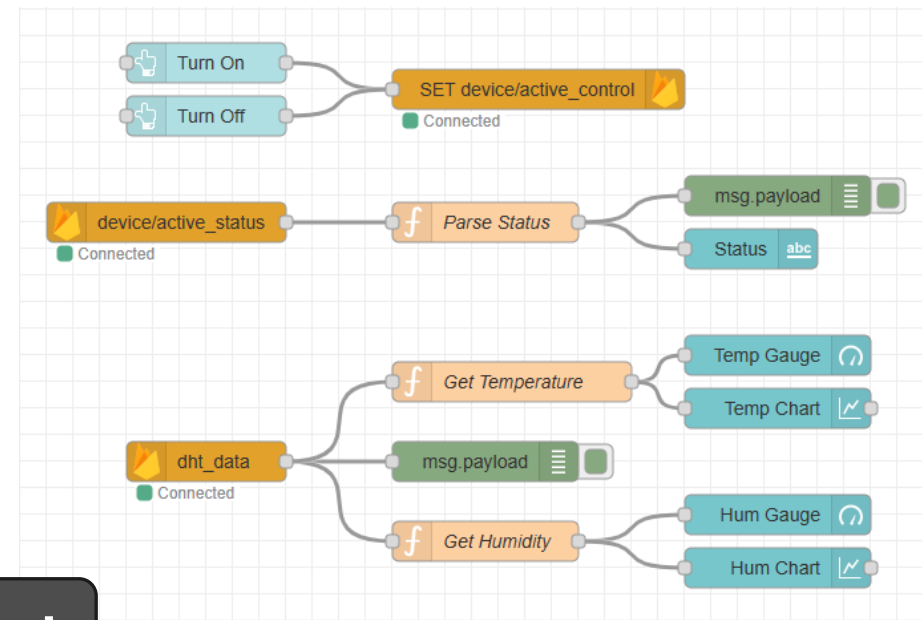 Turn On
Turn Off
SET device/active_control
Connected
device/active_status
Connected
Parse Status
msg.payload
Status
abc
Get Temperature
Temp Gauge
Temp Chart
dht_data
Connected
msg.payload
Get Humidity
Hum Gauge
Hum Chart